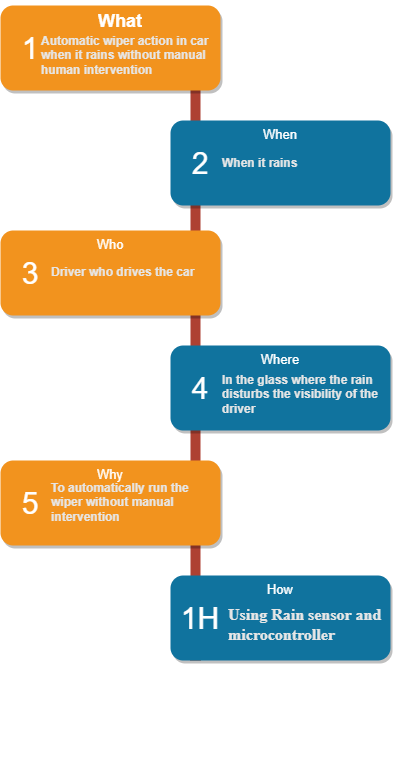 What
1
Automatic wiper action in car
when it rains without manual
human intervention
When
2
When it rains
Who
3
Driver who drives the car
Where
4
In the glass where the rain
disturbs the visibility of the
driver
Why
5
To automatically run the
wiper without manual
intervention
How
1H
Using Rain sensor and
microcontroller